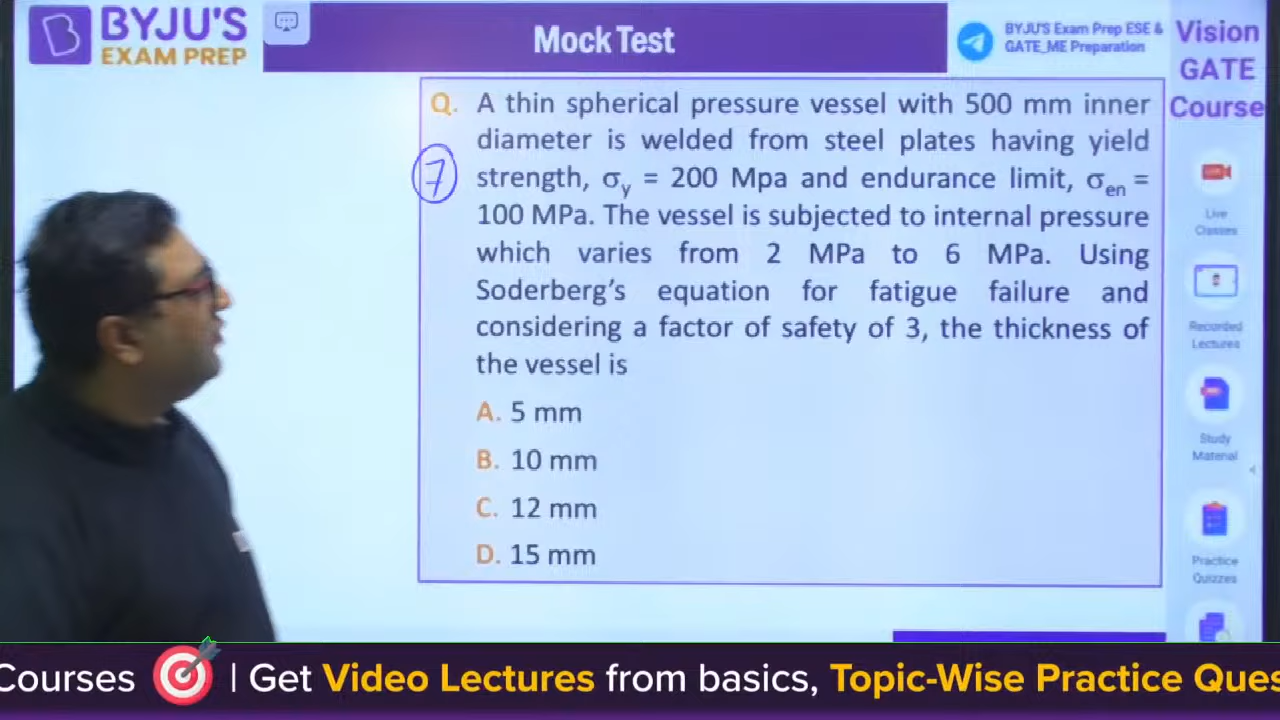 BYJU'S
EXAM PREP
Mock Test
BYJU'S Exam Prep ESE &
GATE_ME Preparation
Vision
GATE
Course
Q. A thin spherical pressure vessel with 500 mm inner
diameter is welded from steel plates having yield
7
strength, σy = 200 Mpa and endurance limit, σen =
100 MPa. The vessel is subjected to internal pressure
which varies from 2 MPa to 6 MPa. Using
Soderberg's equation for fatigue failure and
considering a factor of safety of 3, the thickness of
the vessel is
A. 5 mm
B. 10 mm
C. 12 mm
D. 15 mm
Live
Classes
Recorded
Lectures
Study
Material
Practice
Quizzes
Courses | Get Video Lectures from basics, Topic-Wise Practice Ques